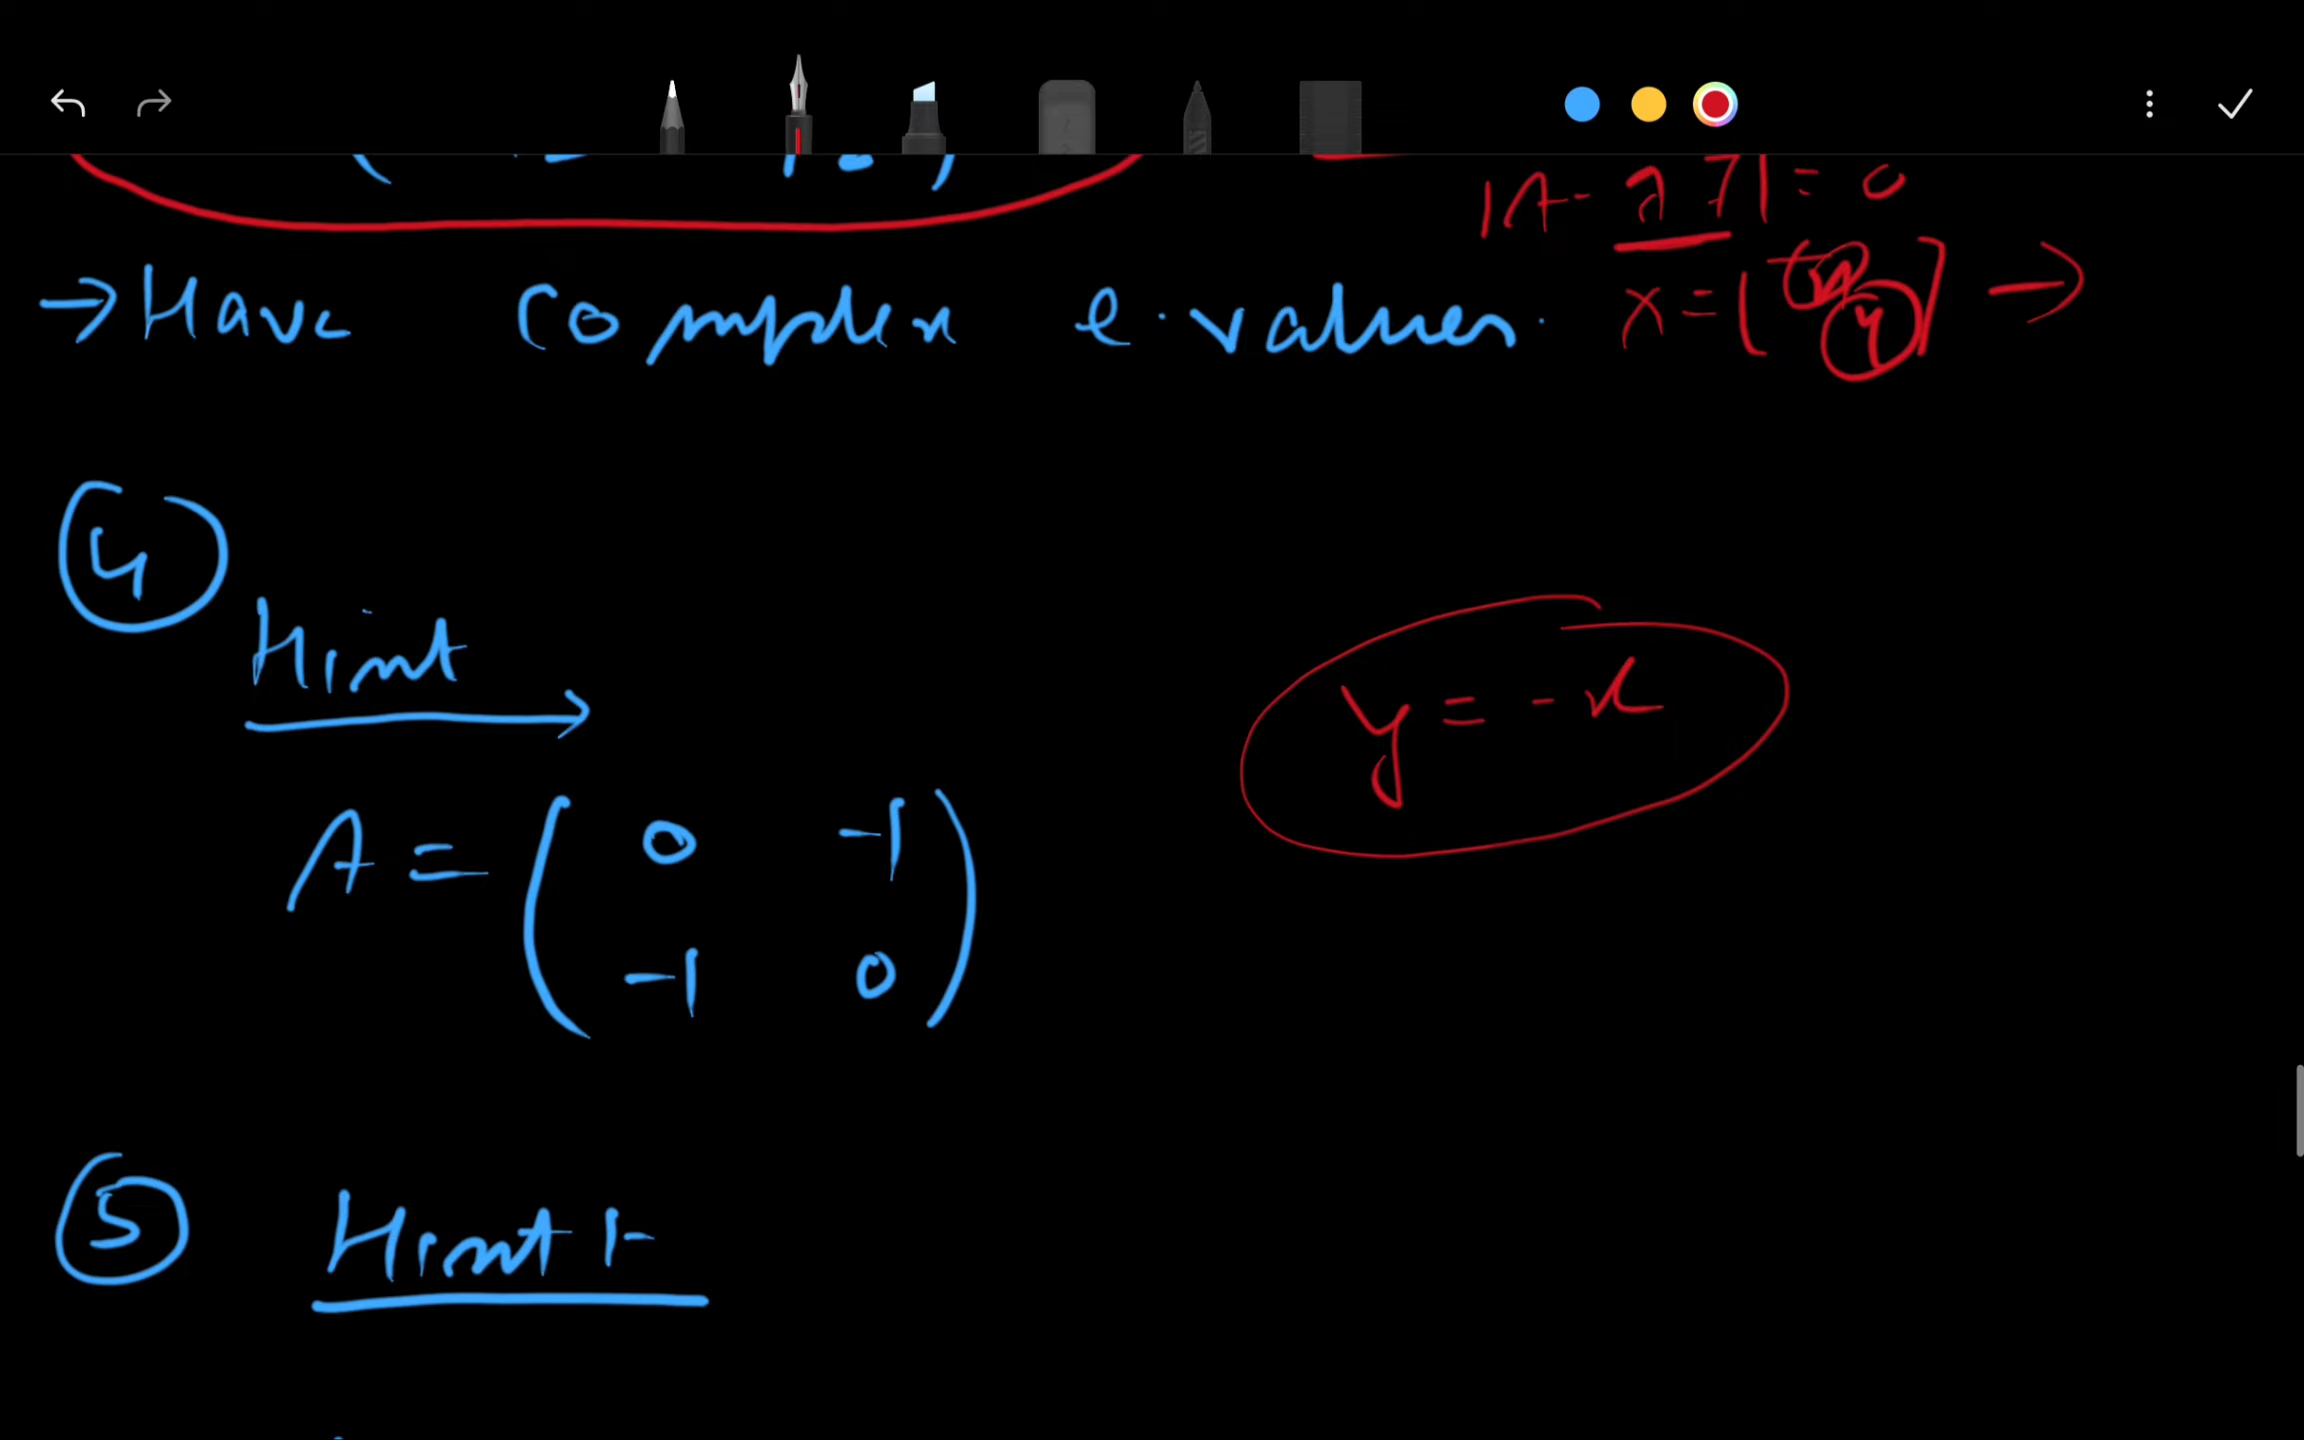 |A - λI| = 0
→ Have complex e.values.
x = [ y ] →
4
Hint
y = -x
A = ( 0 -1
-1 0 )
5
Hint :-